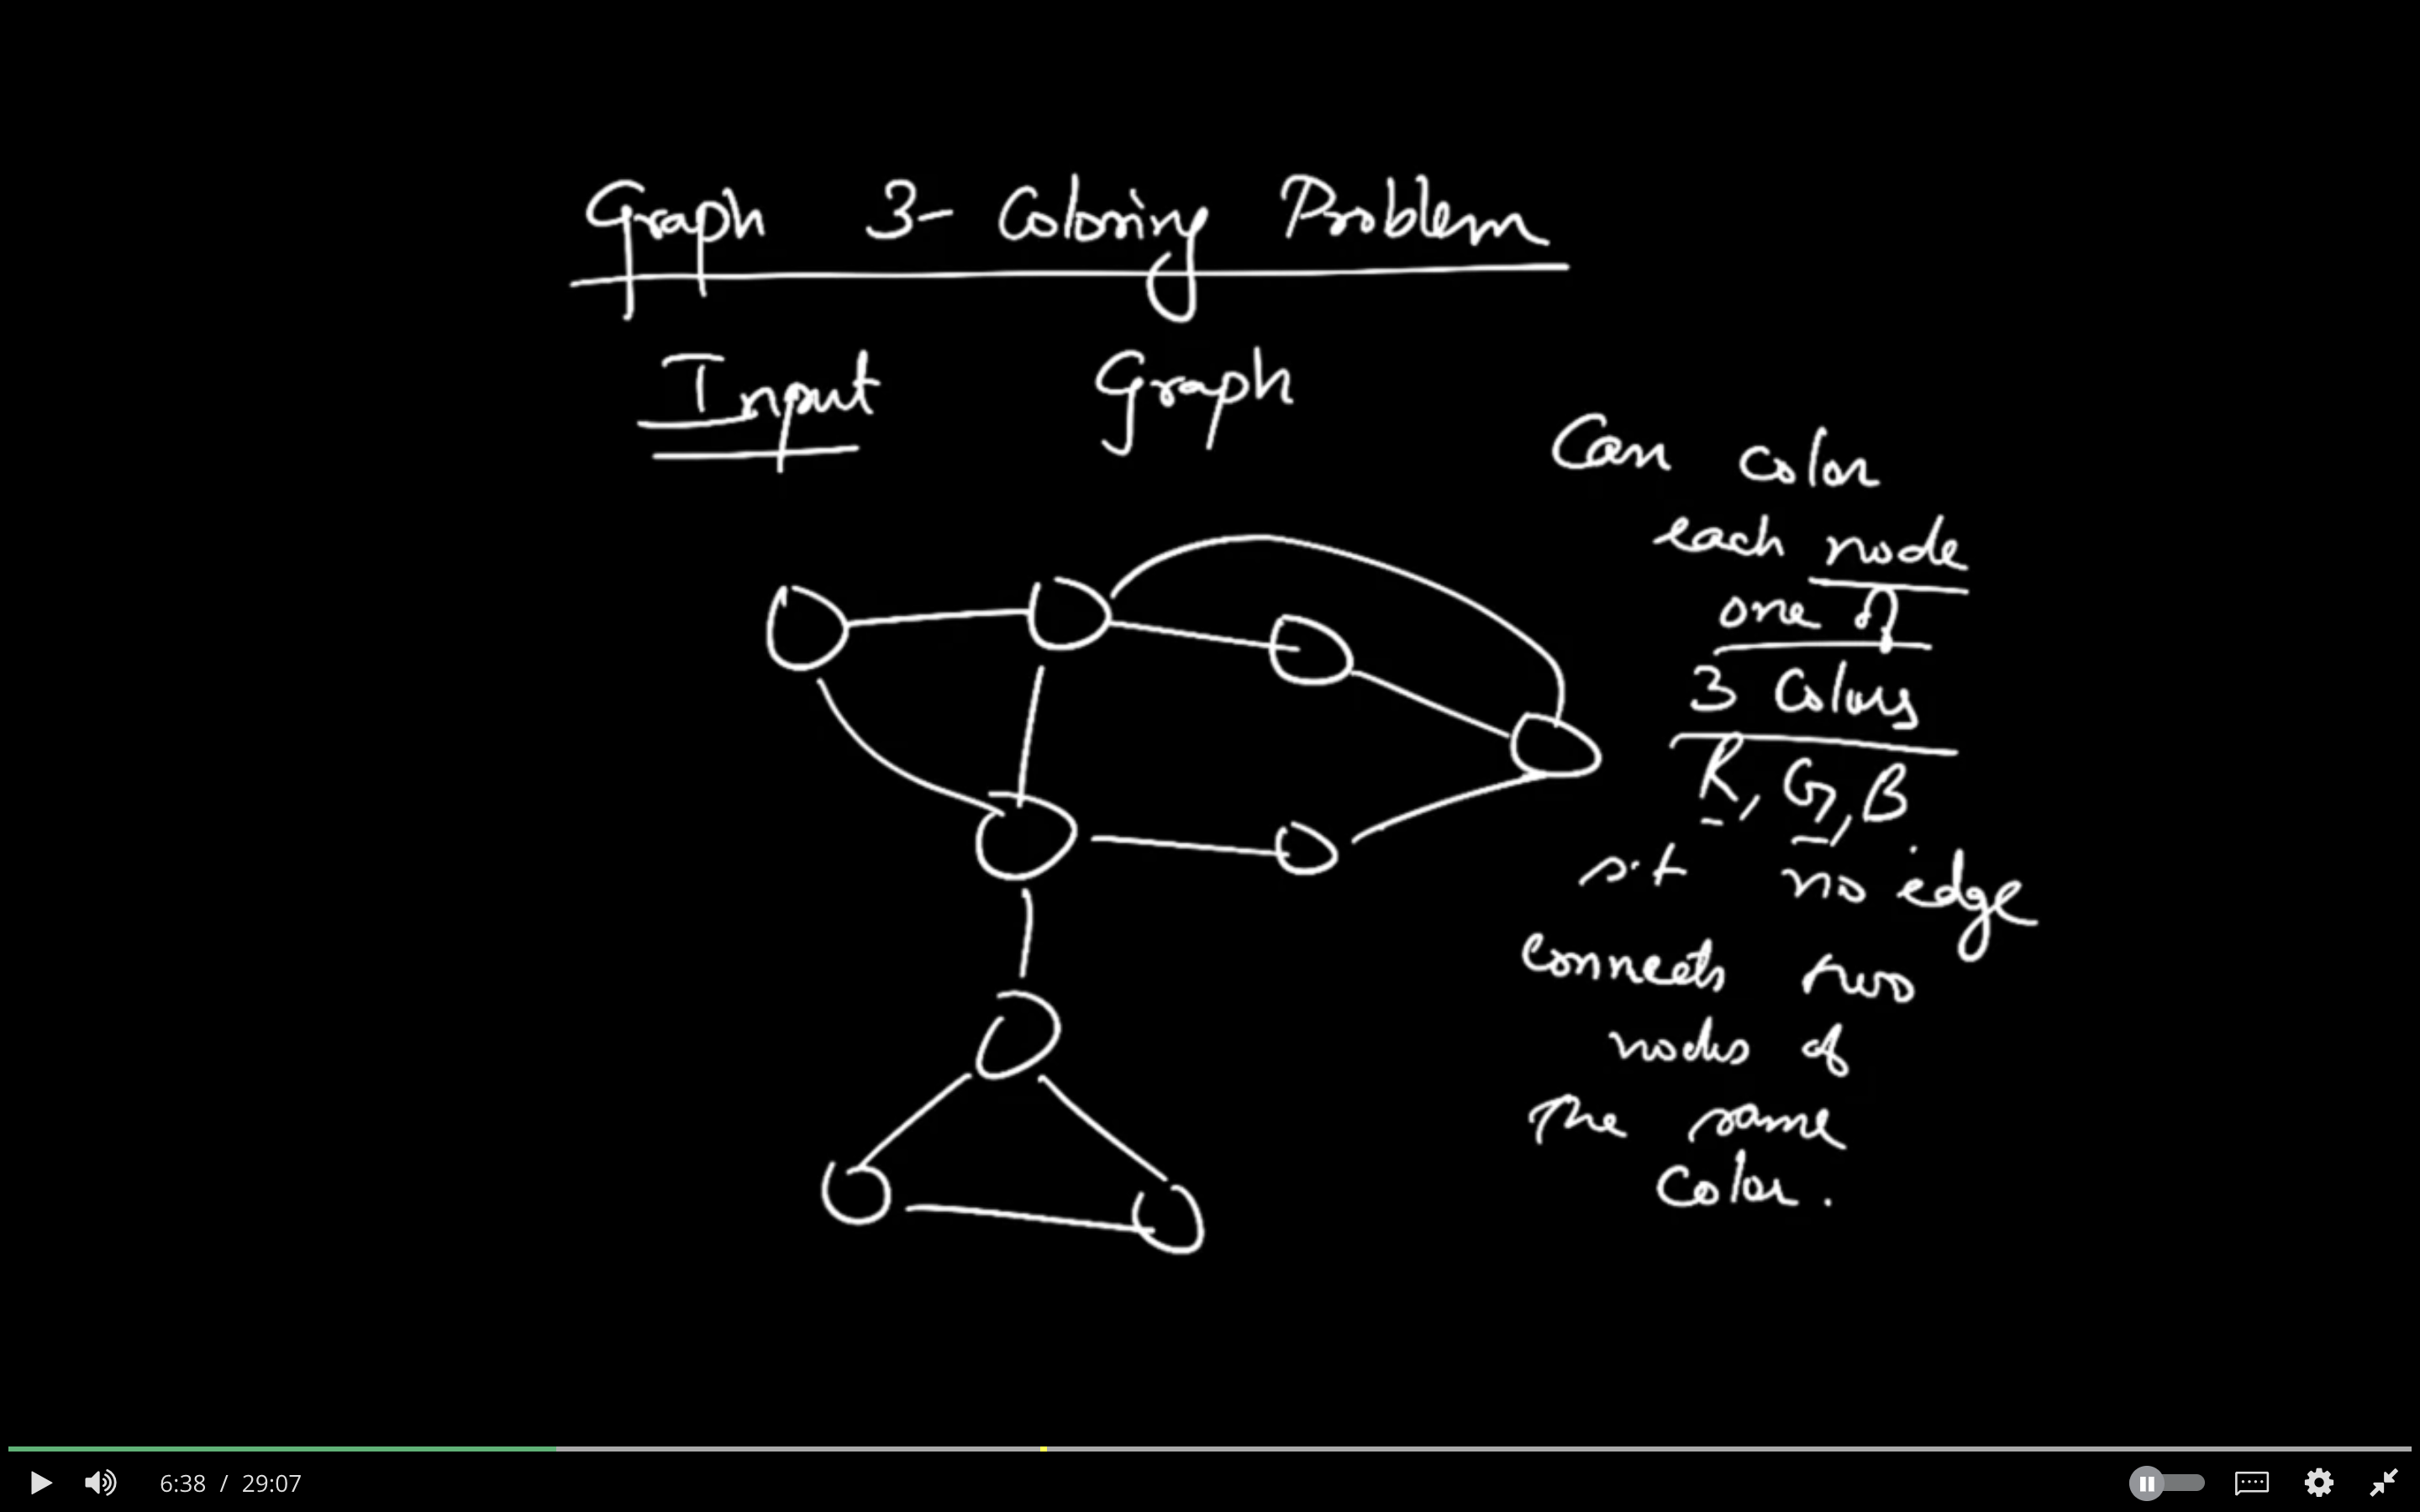 Graph 3-Coloring Problem
Input Graph
Can color
each node
one of
3 Colors
R, G, B
s.t no edge
connects two
nodes of
the same
Color.
6:38 / 29:07